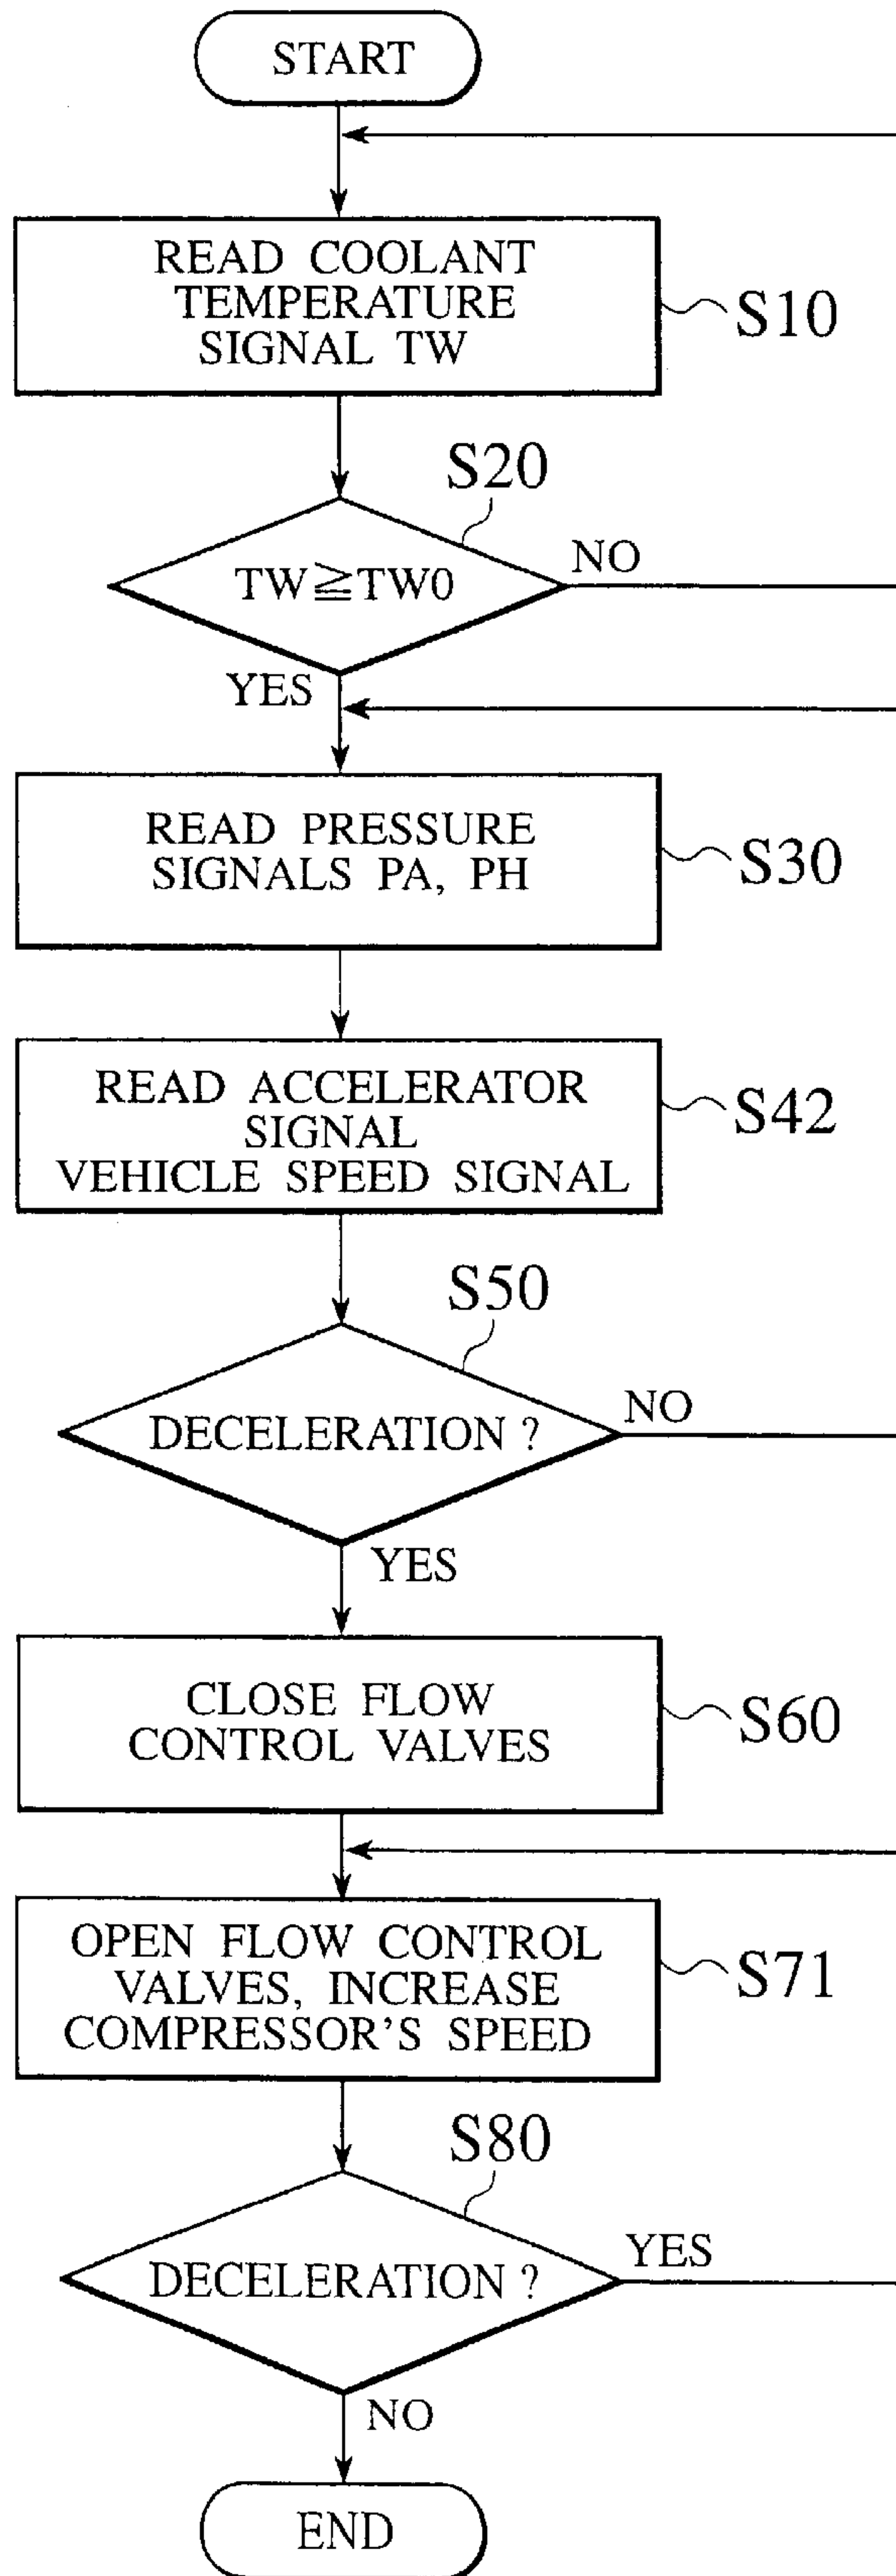 START
READ COOLANT
TEMPERATURE
SIGNAL TW
S10
S20
TW≧TW0
NO
YES
READ PRESSURE
SIGNALS PA, PH
S30
READ ACCELERATOR
SIGNAL
VEHICLE SPEED SIGNAL
S42
S50
DECELERATION ?
NO
YES
CLOSE FLOW
CONTROL VALVES
S60
OPEN FLOW CONTROL
VALVES, INCREASE
COMPRESSOR'S SPEED
S71
S80
DECELERATION ?
YES
NO
END